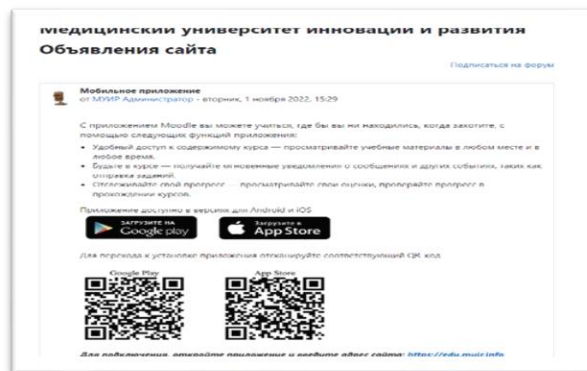 Медицинский университет инноваций и развития
Объявления сайта
Подписаться на форум
Мобильное приложение
от МУИР Администратор - вторник, 1 ноября 2022, 15:29
С приложением Moodle вы можете учиться, где бы вы ни находились, когда захотите, с
помощью следующих функций приложения:
Удобный доступ к содержимому курса — просматривайте учебные материалы в любом месте и в
любое время.
Будьте в курсе — получайте мгновенные уведомления о сообщениях и других событиях, таких как
отправка заданий.
Отслеживайте свой прогресс — просматривайте свои оценки, проверяйте прогресс в
прохождении курсов.
Приложение доступно в версиях для Android и iOS
ЗАГРУЗИТЕ НА Загрузите в
Google play App Store
Для перехода к установке приложения отсканируйте соответствующий QR-код
Google Play App Store
Для подключения, откройте приложение и введите адрес сайта: https://edu.muir.info